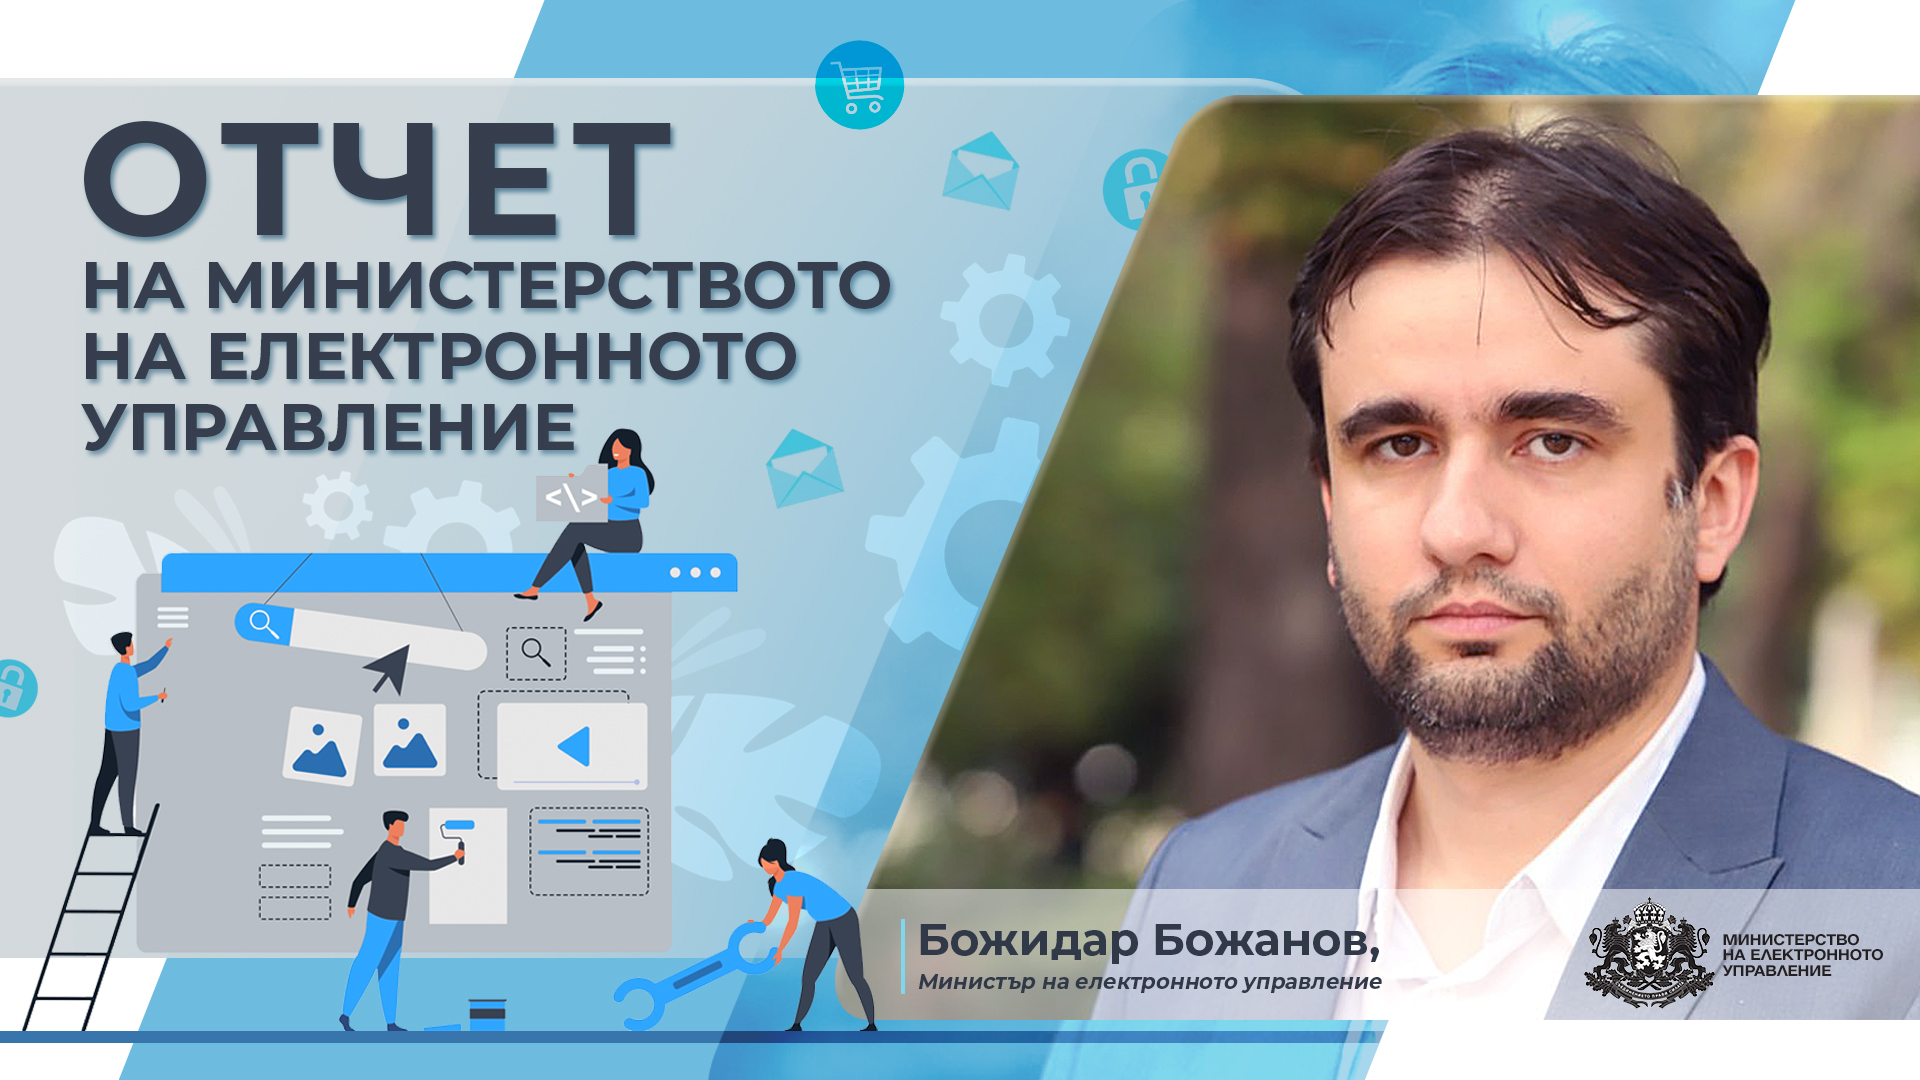 ОТЧЕТ
НА МИНИСТЕРСТВОТО
НА ЕЛЕКТРОННОТО
УПРАВЛЕНИЕ
<\>
Божидар Божанов,
Министър на електронното управление
МИНИСТЕРСТВО
НА ЕЛЕКТРОННОТО
УПРАВЛЕНИЕ